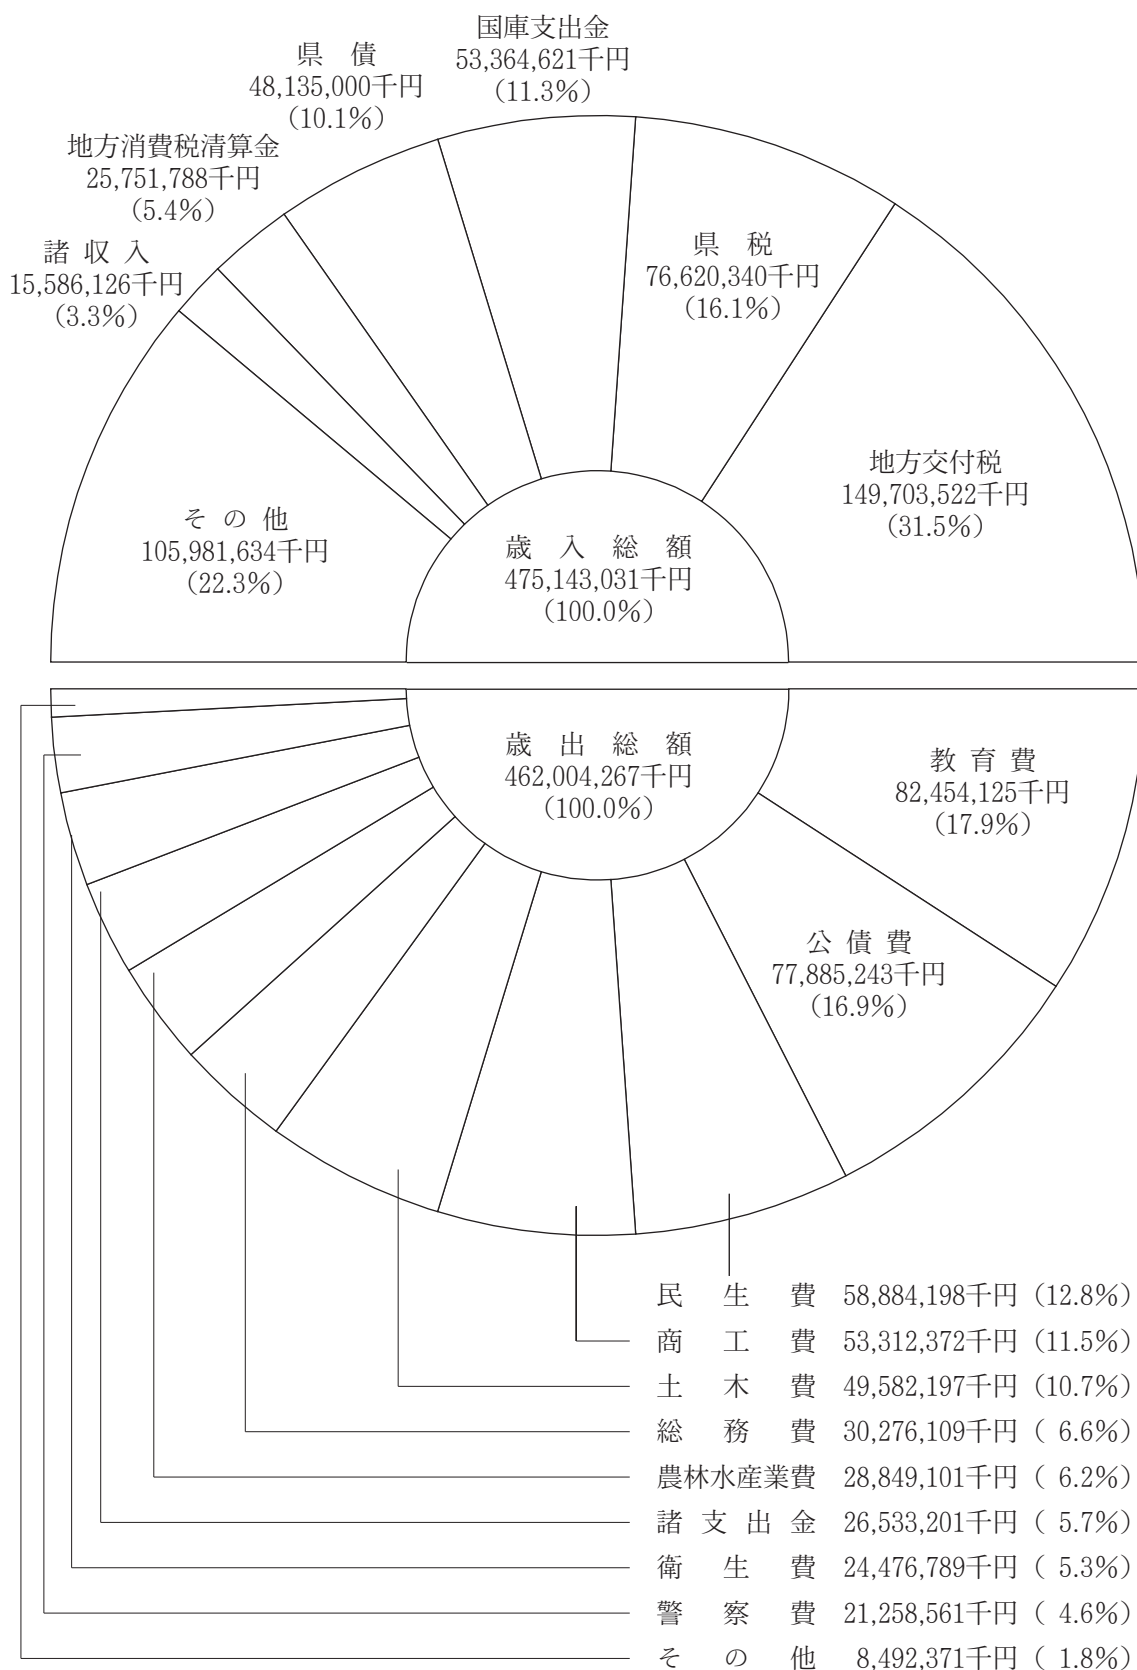 国庫支出金
53,364,621千円
(11.3%)
県　債
48,135,000千円
(10.1%)
地方消費税清算金
25,751,788千円
(5.4%)
諸 収 入
15,586,126千円
(3.3%)
県　税
76,620,340千円
(16.1%)
地方交付税
149,703,522千円
(31.5%)
そ の 他
105,981,634千円
(22.3%)
歳 入 総 額
475,143,031千円
(100.0%)
歳 出 総 額
462,004,267千円
(100.0%)
教 育 費
82,454,125千円
(17.9%)
公 債 費
77,885,243千円
(16.9%)
民 生 費 58,884,198千円 (12.8%)
商 工 費 53,312,372千円 (11.5%)
土 木 費 49,582,197千円 (10.7%)
総 務 費 30,276,109千円 ( 6.6%)
農林水産業費 28,849,101千円 ( 6.2%)
諸 支 出 金 26,533,201千円 ( 5.7%)
衛 生 費 24,476,789千円 ( 5.3%)
警 察 費 21,258,561千円 ( 4.6%)
そ の 他 8,492,371千円 ( 1.8%)